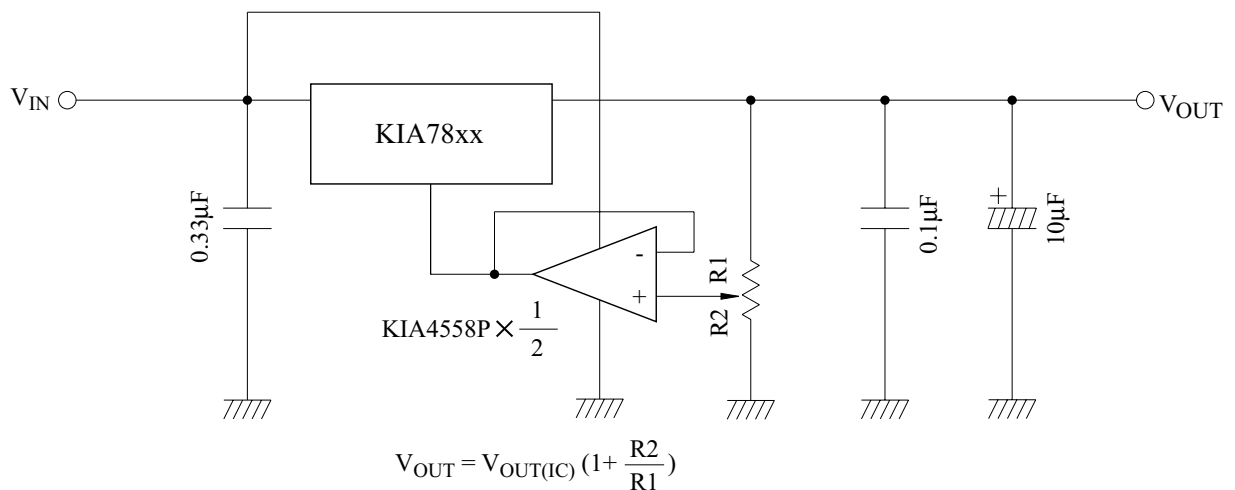 V_IN
KIA78xx
V_OUT
0.33μF
0.1μF
+
10μF
-
+
R1
R2
KIA4558P × 1/2
V_OUT = V_OUT(IC) (1+ R2/R1)